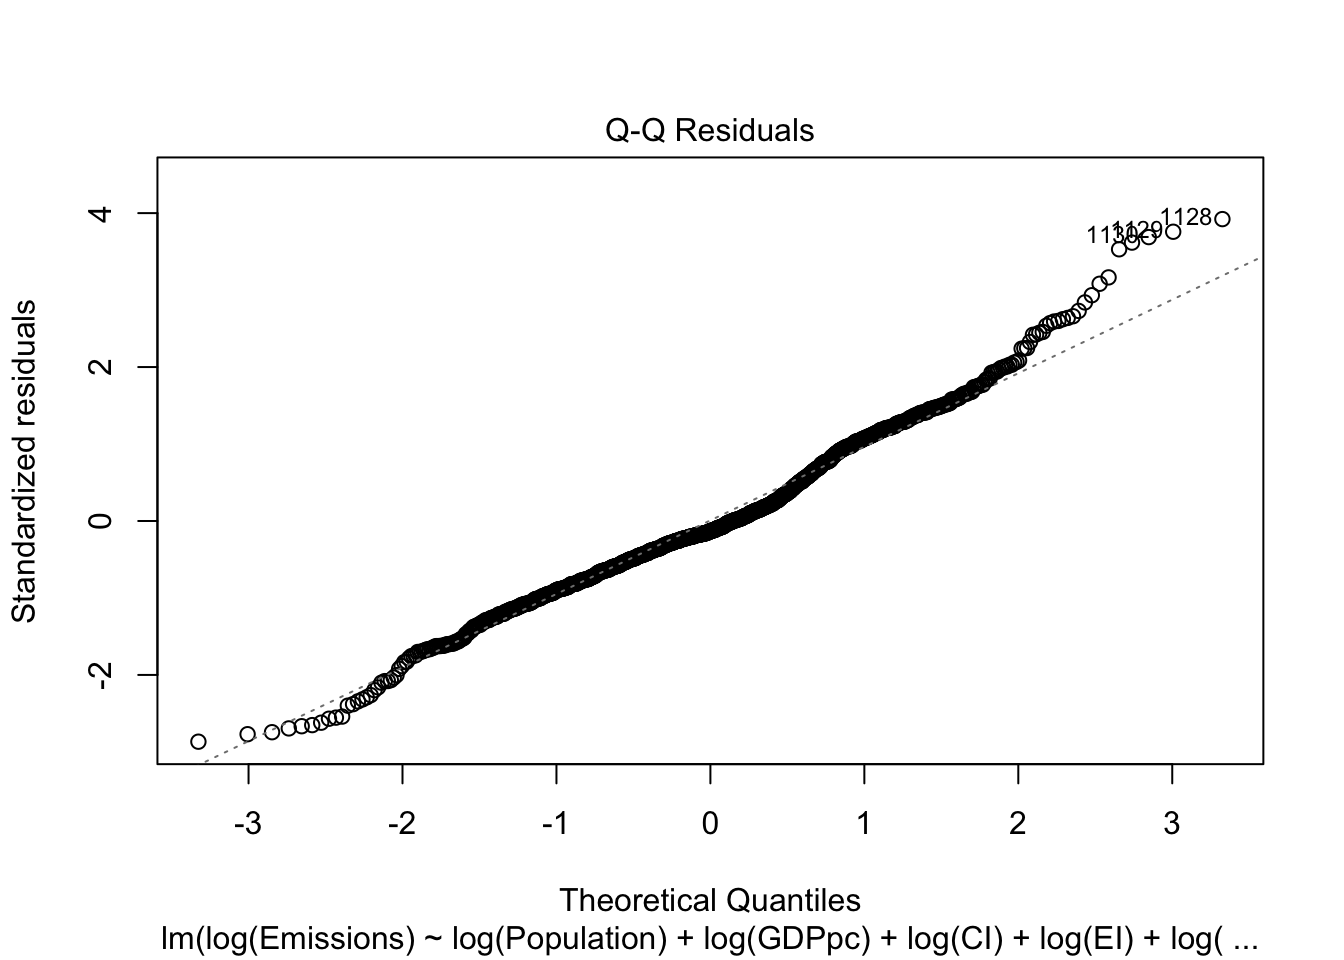 Q-Q Residuals
Standardized residuals
4
2
0
-2
1128
1129
1130
-3 -2 -1 0 1 2 3
Theoretical Quantiles
lm(log(Emissions) ~ log(Population) + log(GDPpc) + log(CI) + log(EI) + log( ...